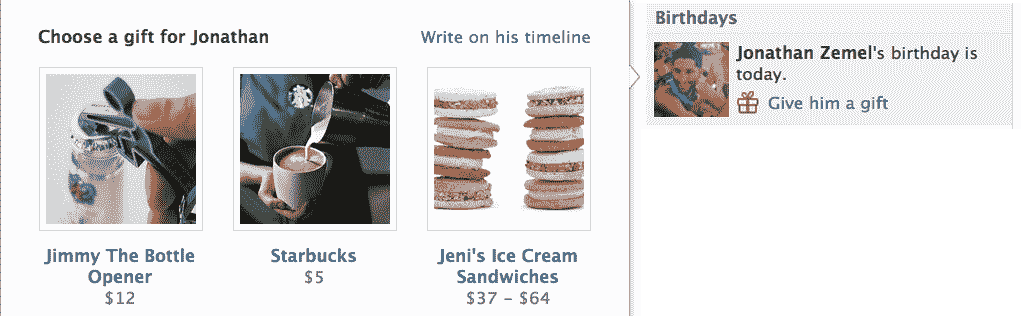 Choose a gift for Jonathan
Write on his timeline
Jimmy The Bottle
Opener
$12
Starbucks
$5
Jeni's Ice Cream
Sandwiches
$37 - $64
Birthdays
Jonathan Zemel's birthday is
today.
Give him a gift